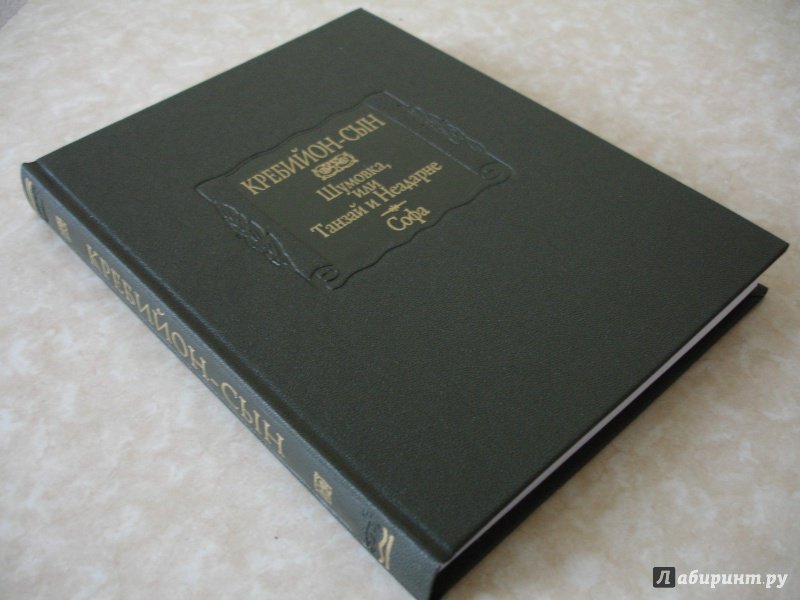 КРЕБИЙОН-СЫН
Шумовка,
или
Танзай и Неадарне
Софа
КРЕБИЙОН-СЫН
Лабиринт.ру